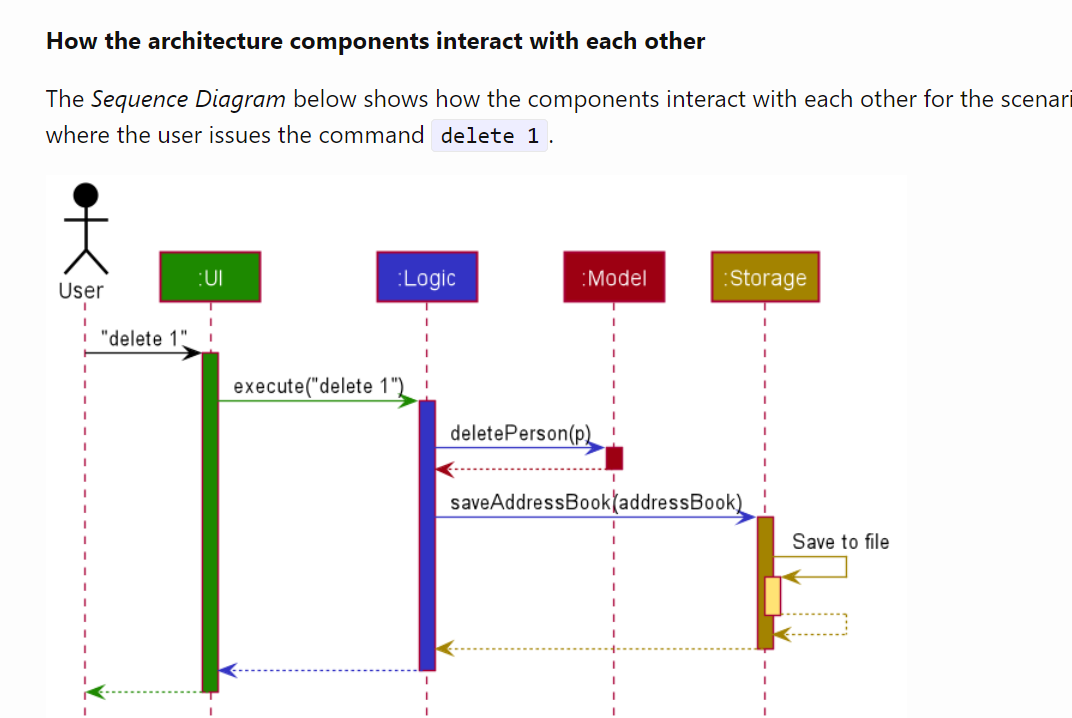 How the architecture components interact with each other
The Sequence Diagram below shows how the components interact with each other for the scenari
where the user issues the command delete 1.
User
:UI
:Logic
:Model
:Storage
"delete 1"
execute("delete 1")
deletePerson(p)
saveAddressBook(addressBook)
Save to file